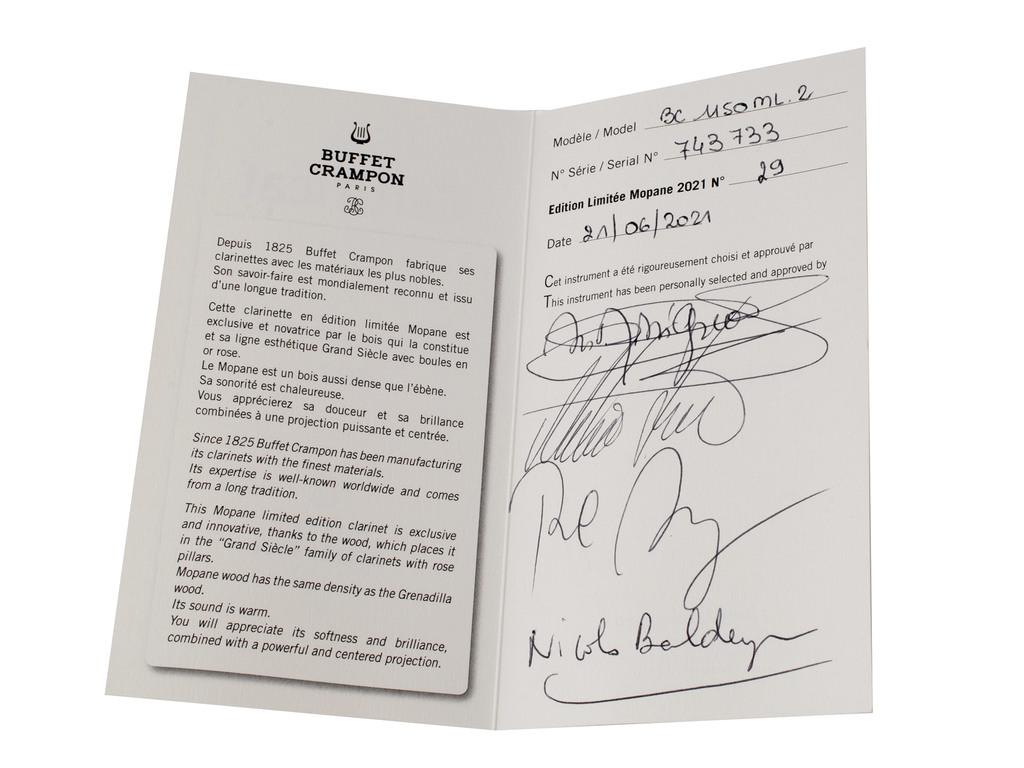 BUFFET
CRAMPON
PARIS
Depuis 1825 Buffet Crampon fabrique ses
clarinettes avec les matériaux les plus nobles.
Son savoir-faire est mondialement reconnu et issu
d'une longue tradition.
Cette clarinette en édition limitée Mopane est
exclusive et novatrice par le bois qui la constitue
et sa ligne esthétique Grand Siècle avec boules en
or rose.
Le Mopane est un bois aussi dense que l'ébène.
Sa sonorité est chaleureuse.
Vous apprécierez sa douceur et sa brillance
combinées à une projection puissante et centrée.
Since 1825 Buffet Crampon has been manufacturing
its clarinets with the finest materials.
Its expertise is well-known worldwide and comes
from a long tradition.
This Mopane limited edition clarinet is exclusive
and innovative, thanks to the wood, which places it
in the “Grand Siècle” family of clarinets with rose
pillars.
Mopane wood has the same density as the Grenadilla
wood.
Its sound is warm.
You will appreciate its softness and brilliance,
combined with a powerful and centered projection.
Modèle / Model BC
N° Série / Serial N° 743 733
Edition Limitée Mopane 2021 N° 29
Date 21/06/2021
Cet instrument a été rigoureusement choisi et approuvé par
This instrument has been personally selected and approved by